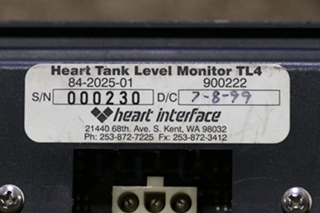 Heart Tank Level Monitor TL4
84-2025-01 900222
S/N 000230 D/C 7-8-99
heart interface
21440 68th. Ave. S. Kent, WA 98032
Ph: 253-872-7225 Fx: 253-872-3412